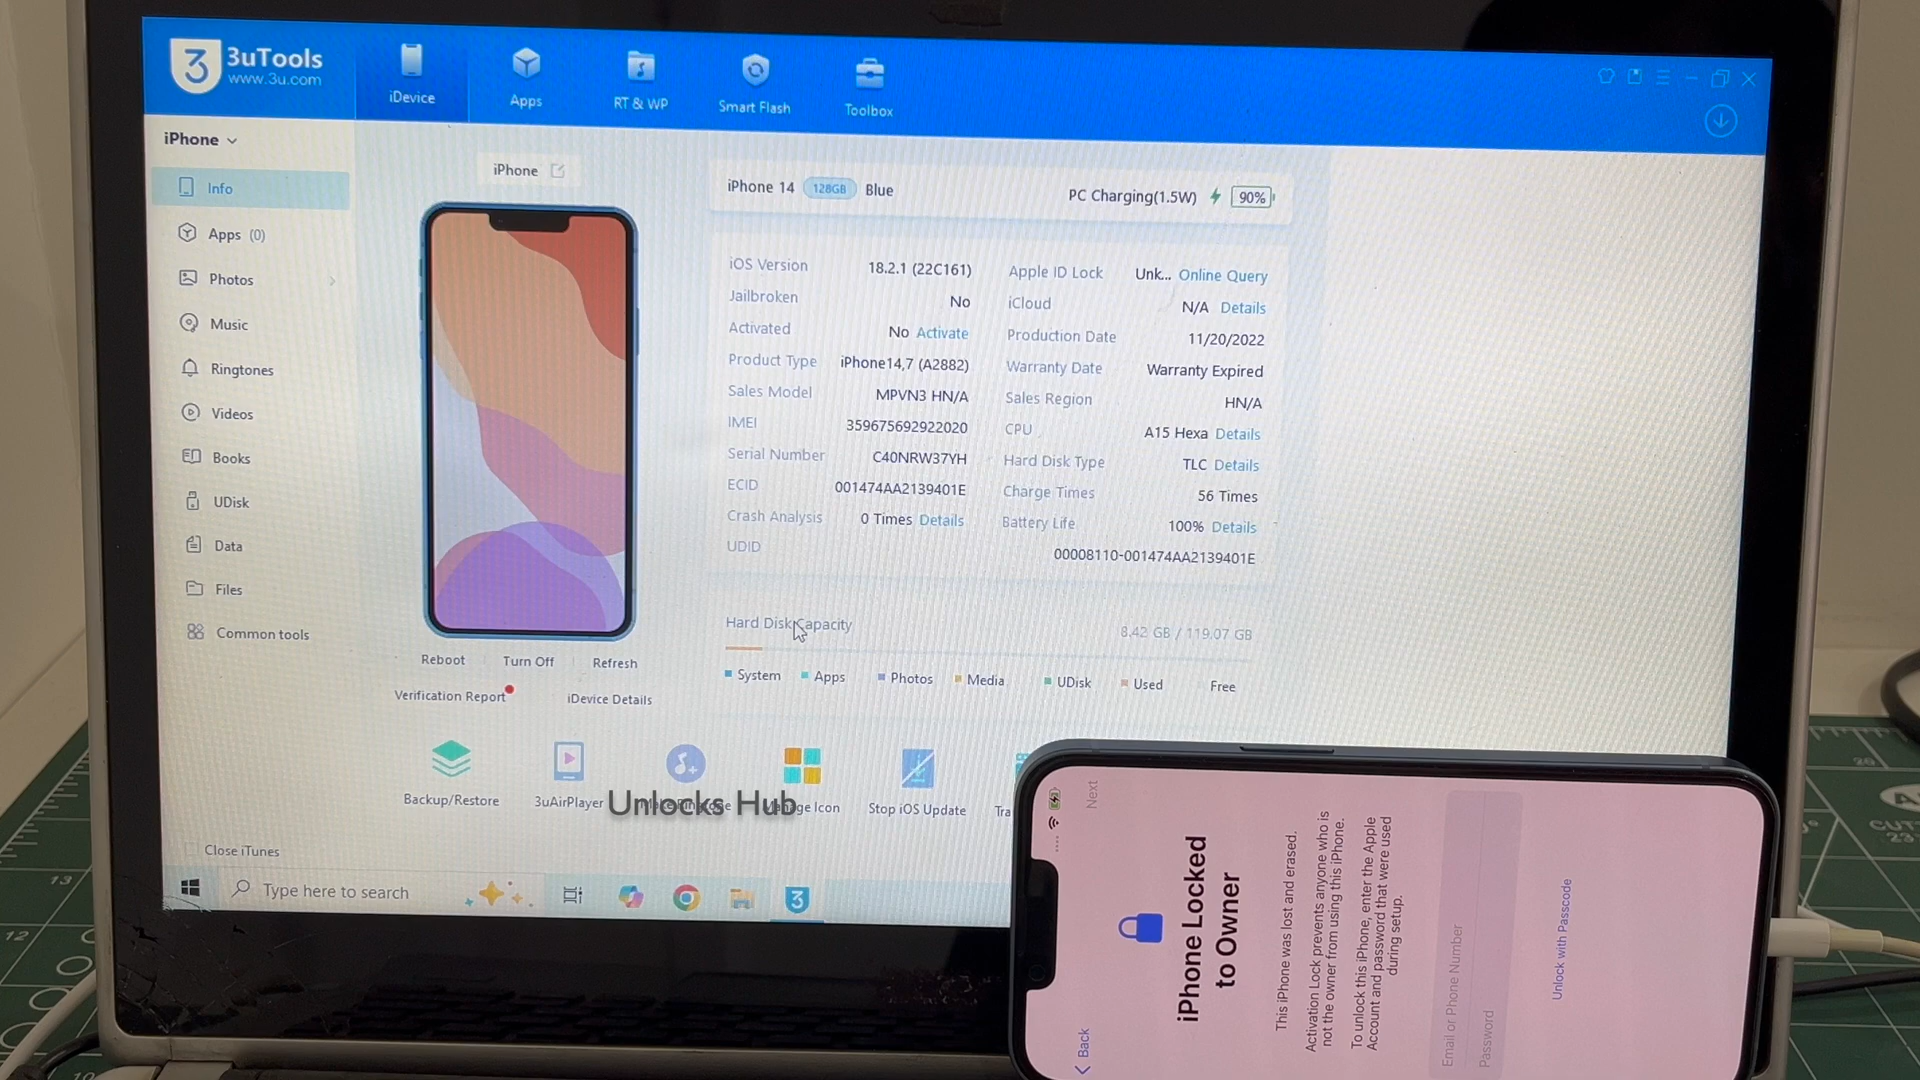 3uTools
www.3u.com
iDevice
Apps
RT & WP
Smart Flash
Toolbox
iPhone
Info
Apps (0)
Photos
Music
Ringtones
Videos
Books
UDisk
Data
Files
Common tools
Close iTunes
iPhone
Reboot
Turn Off
Refresh
Verification Report
iDevice Details
iPhone 14 128GB Blue
PC Charging(1.5W) 90%
iOS Version 18.2.1 (22C161)
Jailbroken No
Activated No Activate
Product Type iPhone14,7 (A2882)
Sales Model MPVN3 HN/A
IMEI 359675692922020
Serial Number C40NRW37YH
ECID 001474AA2139401E
Crash Analysis 0 Times Details
UDID 00008110-001474AA2139401E
Apple ID Lock Unk... Online Query
iCloud N/A Details
Production Date 11/20/2022
Warranty Date Warranty Expired
Sales Region HN/A
CPU A15 Hexa Details
Hard Disk Type TLC Details
Charge Times 56 Times
Battery Life 100% Details
Hard Disk Capacity 8.42 GB / 119.07 GB
System Apps Photos Media UDisk Used Free
Backup/Restore
3uAirPlayer
Unlocks Hub
Stop iOS Update
Type here to search
Back
Next
iPhone Locked
to Owner
This iPhone was lost and erased.
Activation Lock prevents anyone who is
not the owner from using this iPhone.
To unlock this iPhone, enter the Apple
Account and password that were used
during setup.
Email or Phone Number
Password
Unlock with Passcode
13
12